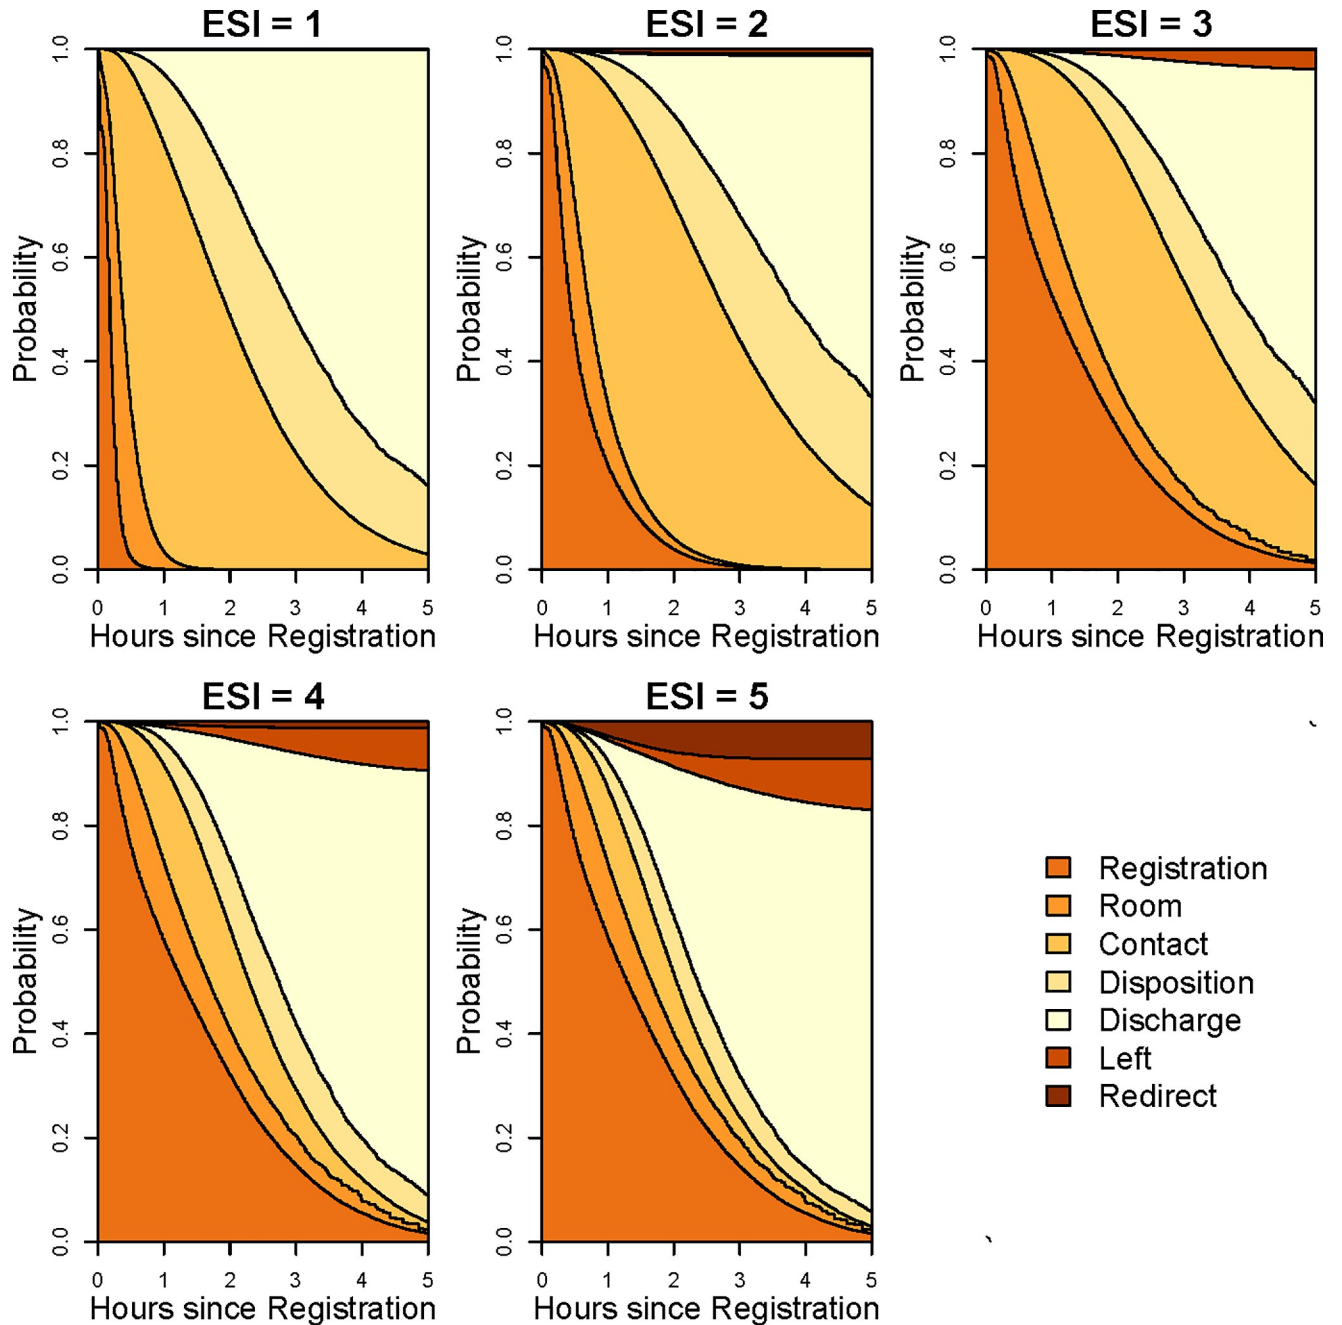 ESI = 1
ESI = 2
ESI = 3
Probability
0.0 0.2 0.4 0.6 0.8 1.0
0 1 2 3 4 5
Hours since Registration
Probability
0.0 0.2 0.4 0.6 0.8 1.0
0 1 2 3 4 5
Hours since Registration
Probability
0.0 0.2 0.4 0.6 0.8 1.0
0 1 2 3 4 5
Hours since Registration
ESI = 4
ESI = 5
Probability
0.0 0.2 0.4 0.6 0.8 1.0
0 1 2 3 4 5
Hours since Registration
Probability
0.0 0.2 0.4 0.6 0.8 1.0
0 1 2 3 4 5
Hours since Registration
Registration
Room
Contact
Disposition
Discharge
Left
Redirect